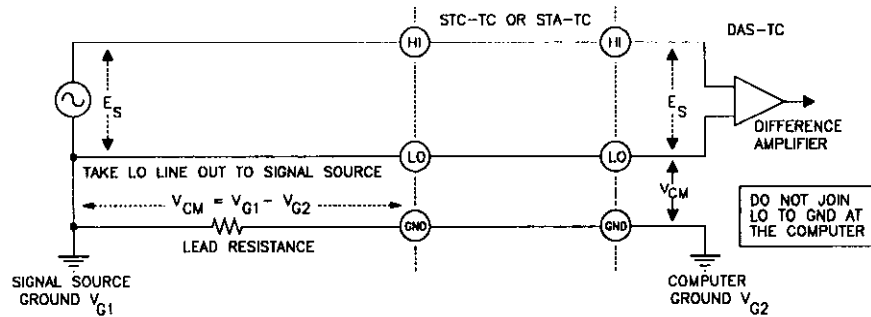 STC-TC OR STA-TC
DAS-TC
HI
HI
E S
E S
DIFFERENCE
AMPLIFIER
LO
LO
TAKE LO LINE OUT TO SIGNAL SOURCE
V CM = V G1 - V G2
V CM
DO NOT JOIN
LO TO GND AT
THE COMPUTER
GND
GND
LEAD RESISTANCE
SIGNAL SOURCE
GROUND V G1
COMPUTER
GROUND V G2